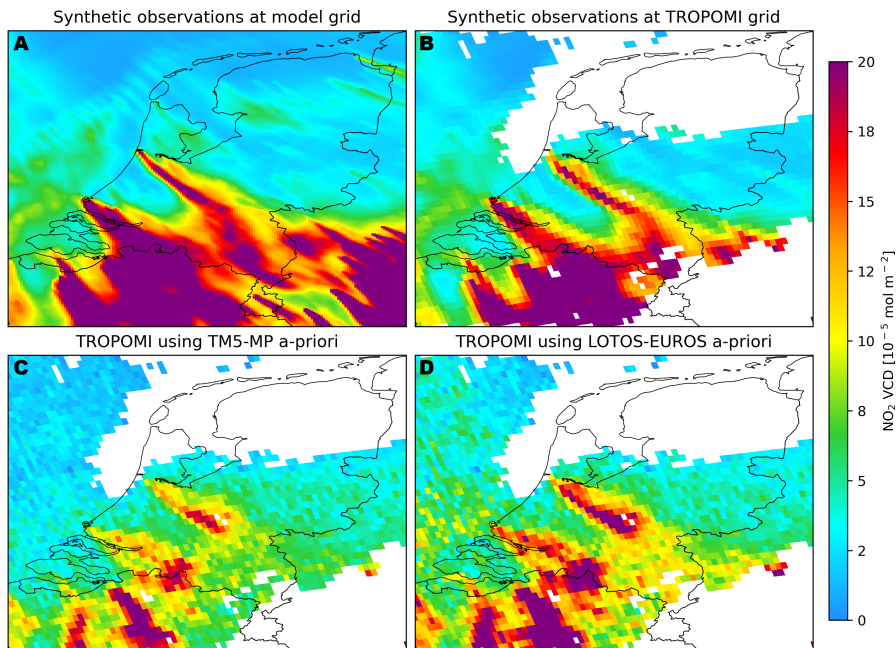 Synthetic observations at model grid
Synthetic observations at TROPOMI grid
A
B
TROPOMI using TM5-MP a-priori
TROPOMI using LOTOS-EUROS a-priori
C
D
20
18
15
12
10
8
5
2
0
NO₂ VCD [10⁻⁵ mol m⁻²]